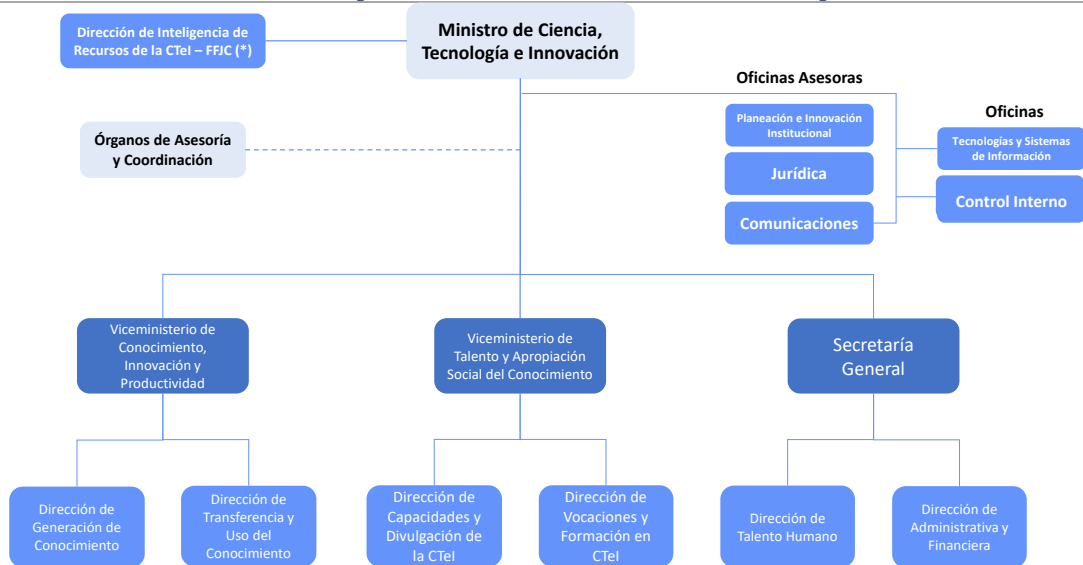 Dirección de Inteligencia de
Recursos de la CTeI – FFJC (*)
Ministro de Ciencia,
Tecnología e Innovación
Oficinas Asesoras
Oficinas
Planeación e Innovación
Institucional
Tecnologías y Sistemas
de Información
Órganos de Asesoría
y Coordinación
Jurídica
Control Interno
Comunicaciones
Viceministerio de
Conocimiento,
Innovación y
Productividad
Viceministerio de
Talento y Apropiación
Social del Conocimiento
Secretaría
General
Dirección de
Generación de
Conocimiento
Dirección de
Transferencia y
Uso del
Conocimiento
Dirección de
Capacidades y
Divulgación de
la CTeI
Dirección de
Vocaciones y
Formación en
CTeI
Dirección de
Talento Humano
Dirección de
Administrativa y
Financiera